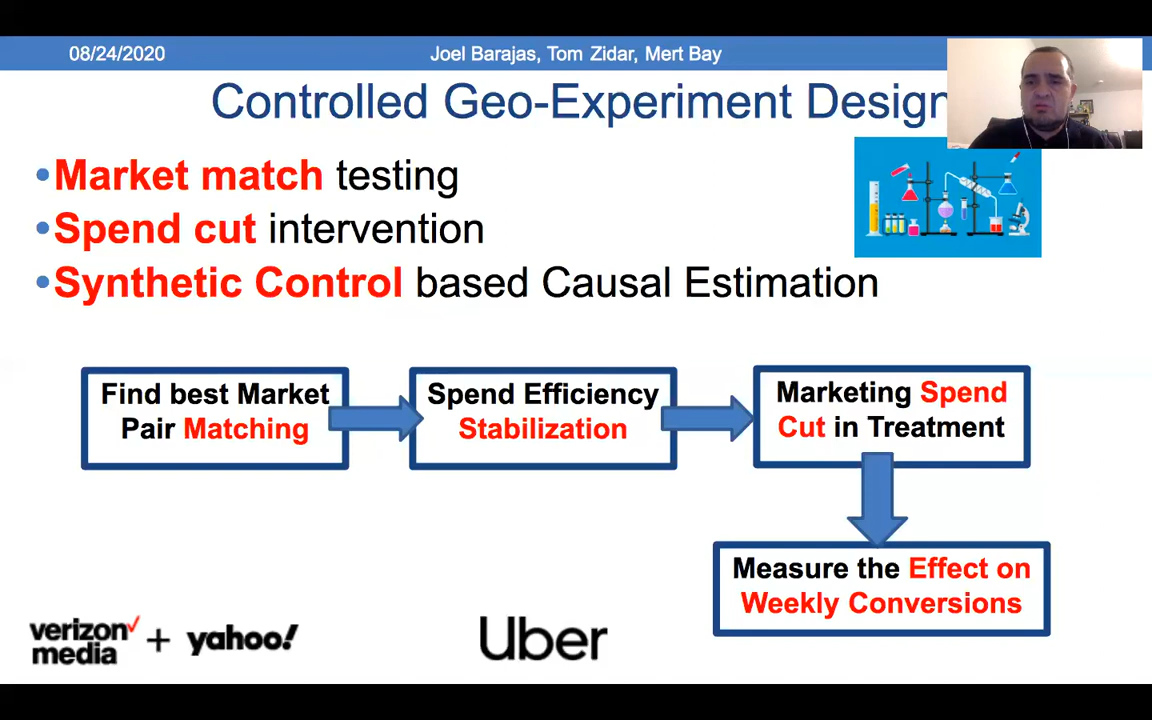 08/24/2020
Joel Barajas, Tom Zidar, Mert Bay
Controlled Geo-Experiment Design
•Market match testing
•Spend cut intervention
•Synthetic Control based Causal Estimation
Find best Market
Pair Matching
Spend Efficiency
Stabilization
Marketing Spend
Cut in Treatment
Measure the Effect on
Weekly Conversions
verizon✓
media
+
yahoo!
Uber